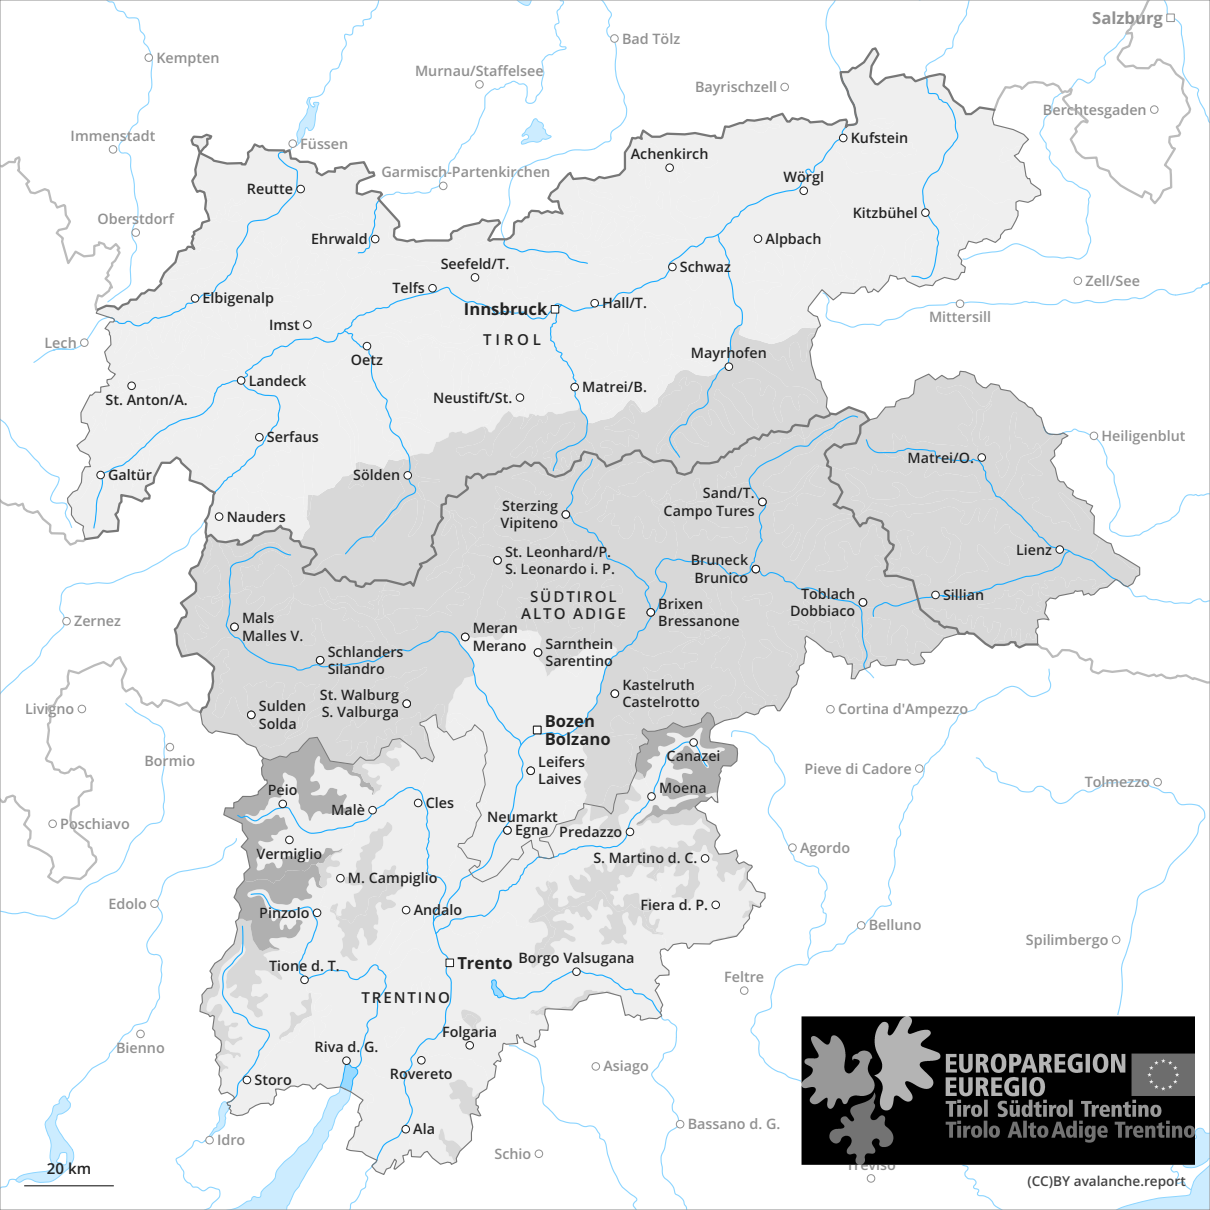 Salzburg
Bad Tölz
Kempten
Murnau/Staffelsee
Bayrischzell
Berchtesgaden
Immenstadt
Füssen
Kufstein
Achenkirch
Garmisch-Partenkirchen
Wörgl
Reutte
Oberstdorf
Kitzbühel
Ehrwald
Alpbach
Seefeld/T.
Schwaz
Zell/See
Telfs
Elbigenalp
Innsbruck
Hall/T.
Mittersill
Imst
TIROL
Lech
Oetz
Mayrhofen
Landeck
Matrei/B.
St. Anton/A.
Neustift/St.
Serfaus
Heiligenblut
Matrei/O.
Galtür
Sölden
Sand/T.
Campo Tures
Sterzing
Vipiteno
Nauders
St. Leonhard/P.
S. Leonardo i. P.
Lienz
Bruneck
Brunico
SÜDTIROL
ALTO ADIGE
Toblach
Dobbiaco
Sillian
Brixen
Bressanone
Zernez
Mals
Malles V.
Meran
Merano
Sarnthein
Sarentino
Schlanders
Silandro
Kastelruth
Castelrotto
St. Walburg
S. Valburga
Sulden
Solda
Livigno
Cortina d'Ampezzo
Bozen
Bolzano
Bormio
Canazei
Leifers
Laives
Pieve di Cadore
Tolmezzo
Peio
Moena
Malè
Cles
Neumarkt
Egna
Predazzo
Poschiavo
Vermiglio
Agordo
S. Martino d. C.
M. Campiglio
Edolo
Pinzolo
Andalo
Fiera d. P.
Belluno
Spilimbergo
Tione d. T.
Trento
Borgo Valsugana
Feltre
TRENTINO
Folgaria
Bienno
Riva d. G.
Asiago
Storo
Rovereto
EUROPAREGION
EUREGIO
Tirol Südtirol Trentino
Tirolo Alto Adige Trentino
Ala
Bassano d. G.
Idro
Schio
Treviso
20 km
(CC)BY avalanche.report